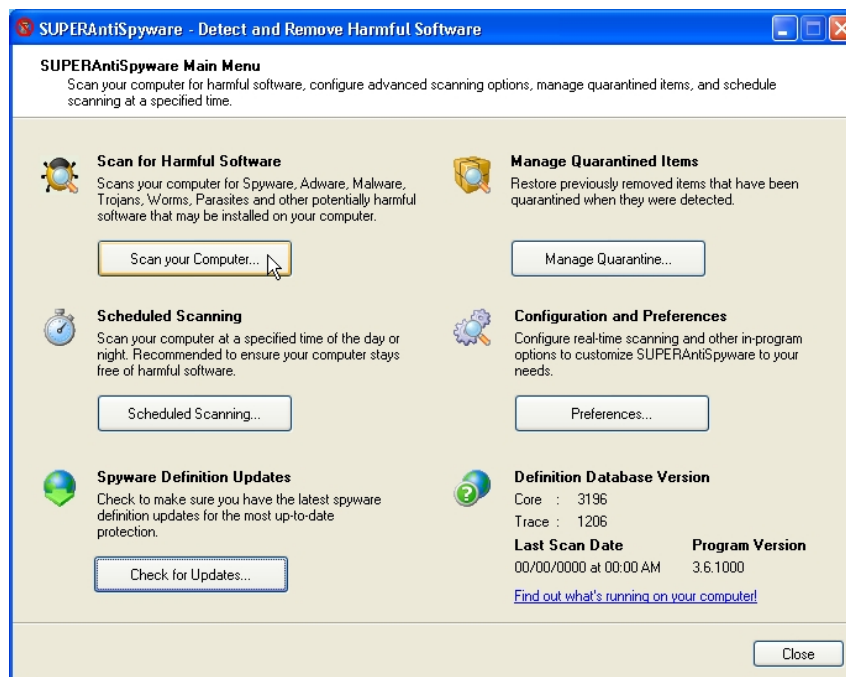 SUPERAntiSpyware - Detect and Remove Harmful Software
SUPERAntiSpyware Main Menu
Scan your computer for harmful software, configure advanced scanning options, manage quarantined items, and schedule
scanning at a specified time.
Scan for Harmful Software
Scans your computer for Spyware, Adware, Malware,
Trojans, Worms, Parasites and other potentially harmful
software that may be installed on your computer.
Scan your Computer...
Manage Quarantined Items
Restore previously removed items that have been
quarantined when they were detected.
Manage Quarantine...
Scheduled Scanning
Scan your computer at a specified time of the day or
night. Recommended to ensure your computer stays
free of harmful software.
Scheduled Scanning...
Configuration and Preferences
Configure real-time scanning and other in-program
options to customize SUPERAntiSpyware to your
needs.
Preferences...
Spyware Definition Updates
Check to make sure you have the latest spyware
definition updates for the most up-to-date
protection.
Check for Updates...
Definition Database Version
Core : 3196
Trace : 1206
Last Scan Date Program Version
00/00/0000 at 00:00 AM 3.6.1000
Find out what's running on your computer!
Close